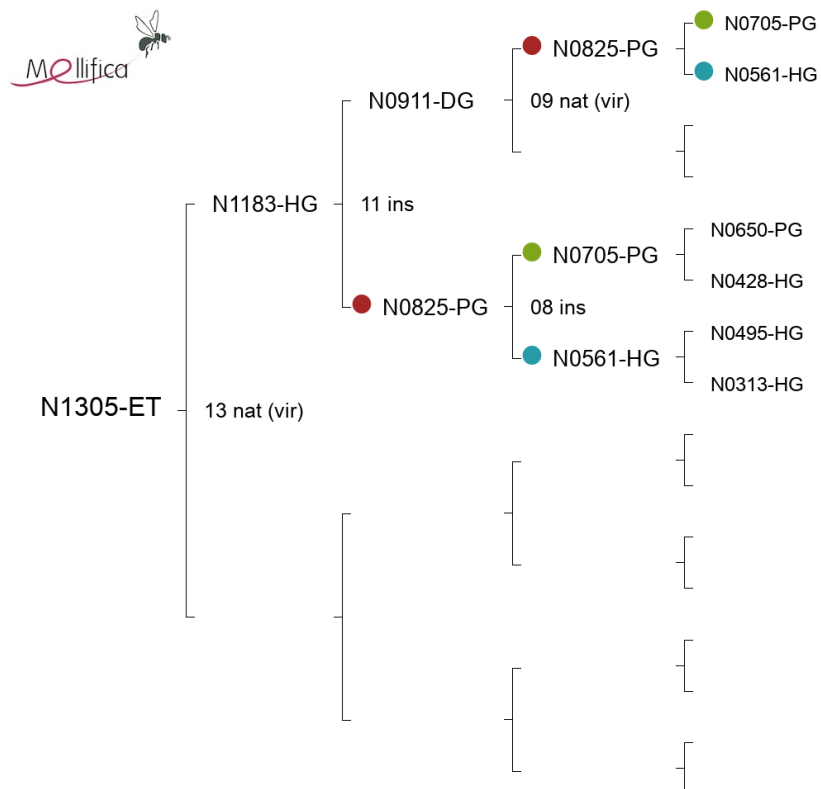 Mellifica
N0705-PG
N0825-PG
N0561-HG
N0911-DG
09 nat (vir)
N1183-HG
11 ins
N0650-PG
N0705-PG
N0428-HG
N0825-PG
08 ins
N0495-HG
N0561-HG
N0313-HG
N1305-ET
13 nat (vir)